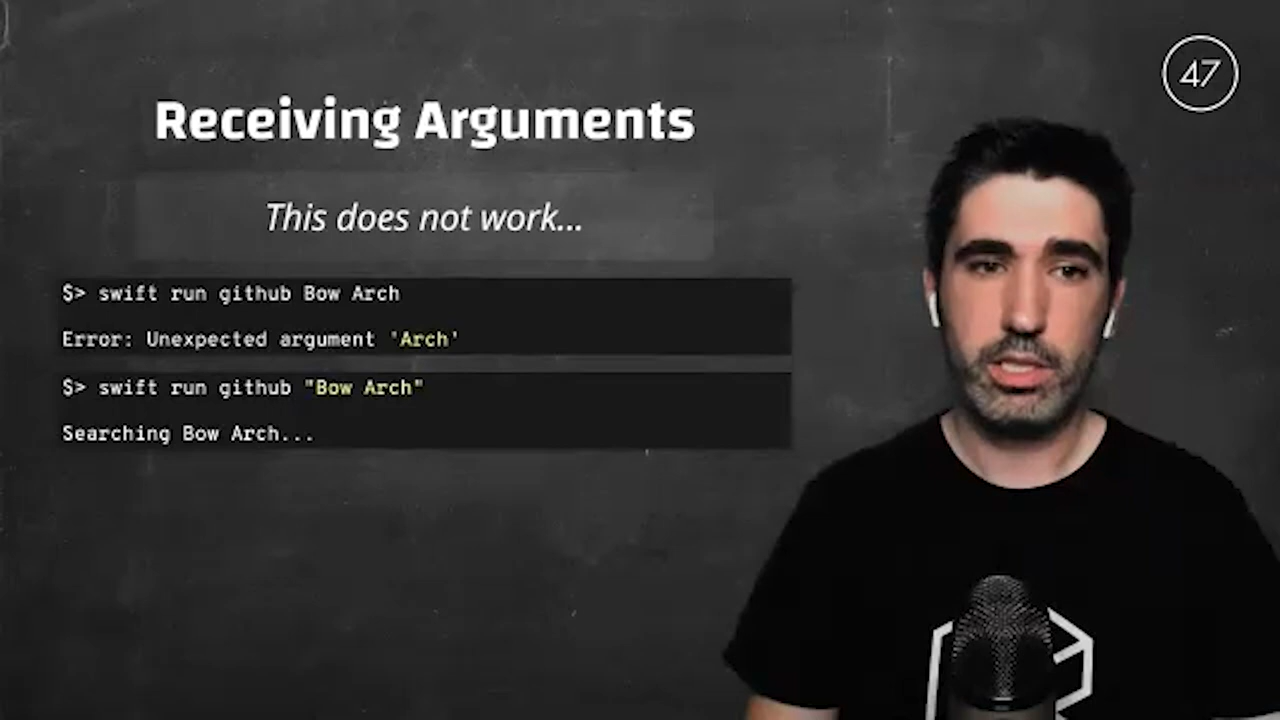 47
Receiving Arguments
This does not work...
$> swift run github Bow Arch
Error: Unexpected argument 'Arch'
$> swift run github "Bow Arch"
Searching Bow Arch...